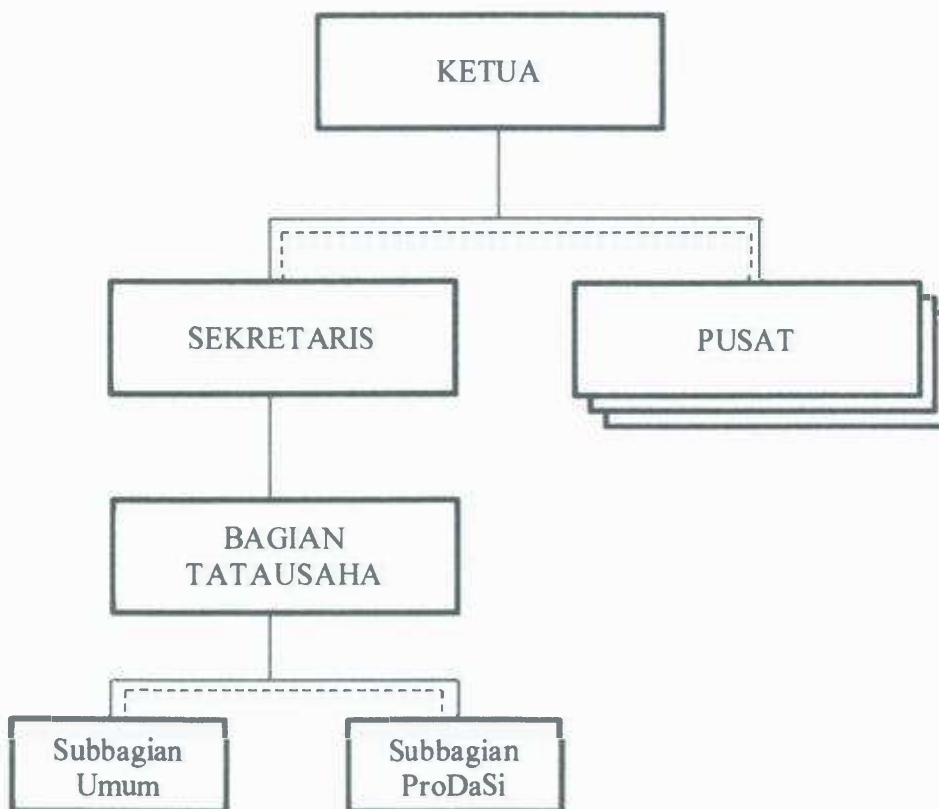 KETUA
SEKRETARIS
PUSAT
BAGIAN
TATAUSAHA
Subbagian
Umum
Subbagian
ProDaSi